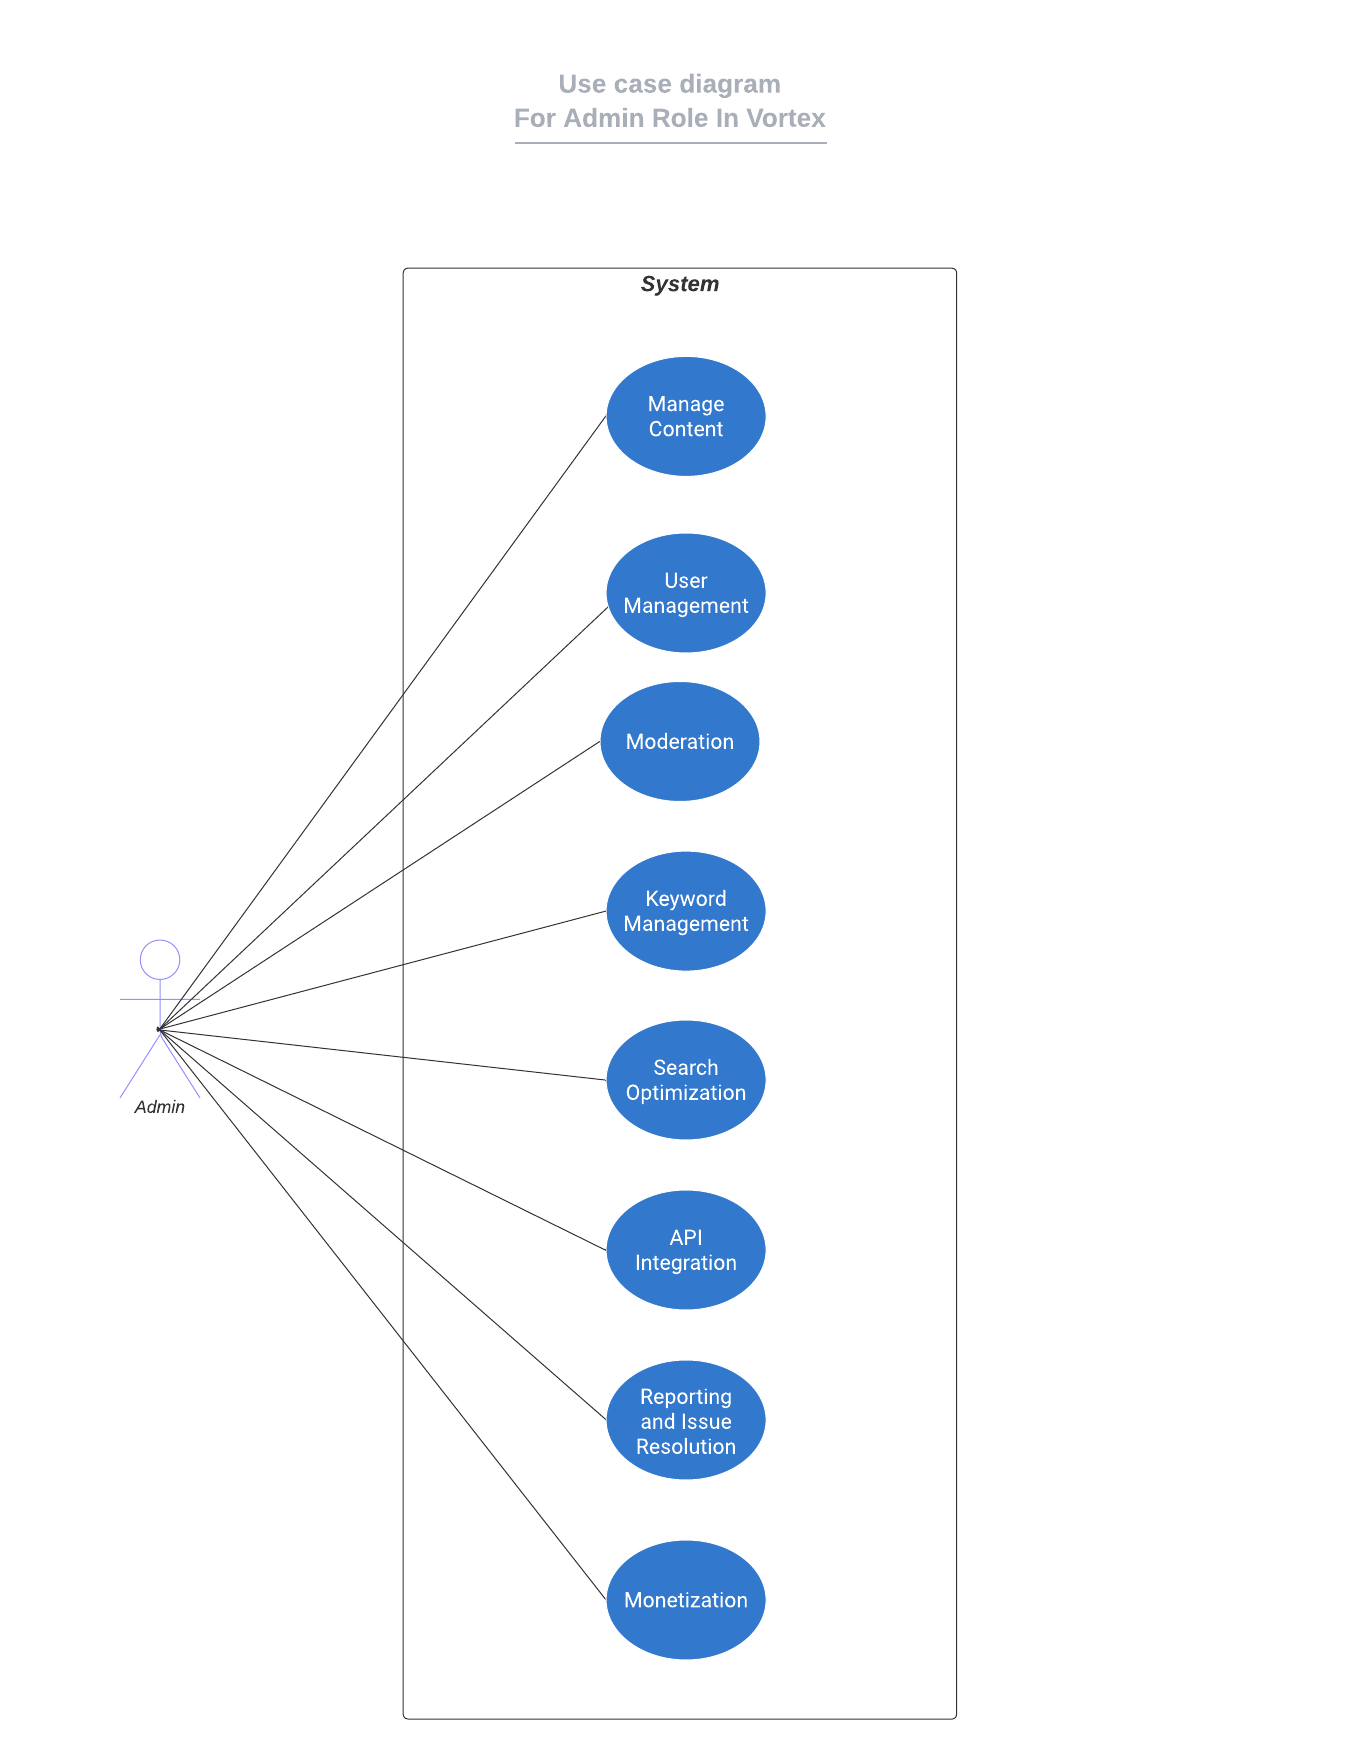 Use case diagram
For Admin Role In Vortex
System
Manage
Content
User
Management
Moderation
Keyword
Management
Search
Optimization
Admin
API
Integration
Reporting
and Issue
Resolution
Monetization